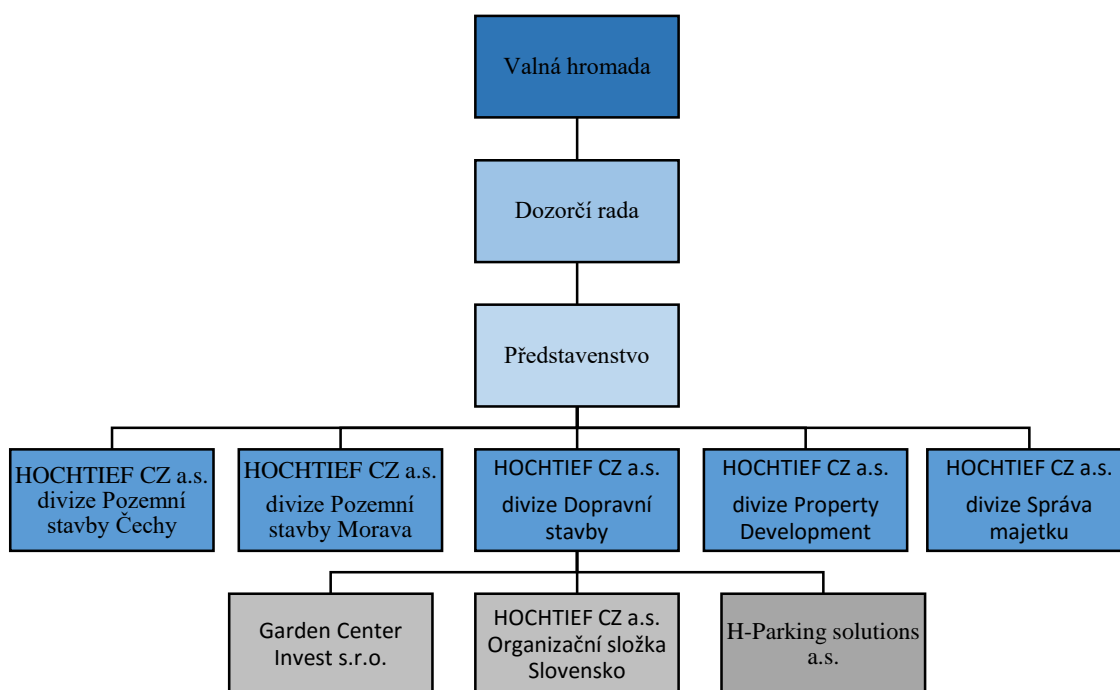 Valná hromada
Dozorčí rada
Představenstvo
HOCHTIEF CZ a.s.
divize Pozemní
stavby Čechy
HOCHTIEF CZ a.s.
divize Pozemní
stavby Morava
HOCHTIEF CZ a.s.
divize Dopravní
stavby
HOCHTIEF CZ a.s.
divize Property
Development
HOCHTIEF CZ a.s.
divize Správa
majetku
Garden Center
Invest s.r.o.
HOCHTIEF CZ a.s.
Organizační složka
Slovensko
H-Parking solutions
a.s.